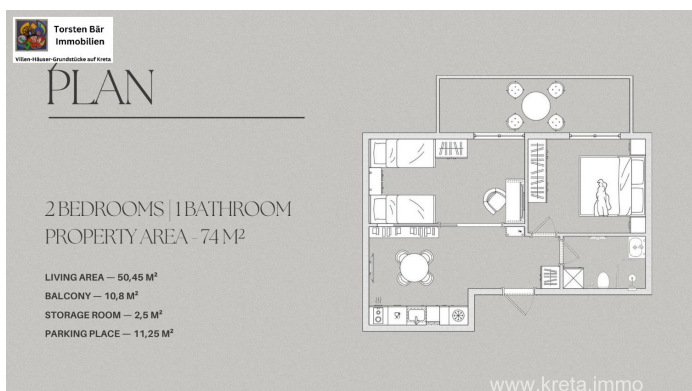 Torsten Bär
Immobilien
Villen-Häuser-Grundstücke auf Kreta
PLAN
2 BEDROOMS | 1 BATHROOM
PROPERTY AREA - 74 M²
LIVING AREA — 50,45 M²
BALCONY — 10,8 M²
STORAGE ROOM — 2,5 M²
PARKING PLACE — 11,25 M²
www.kreta.immo